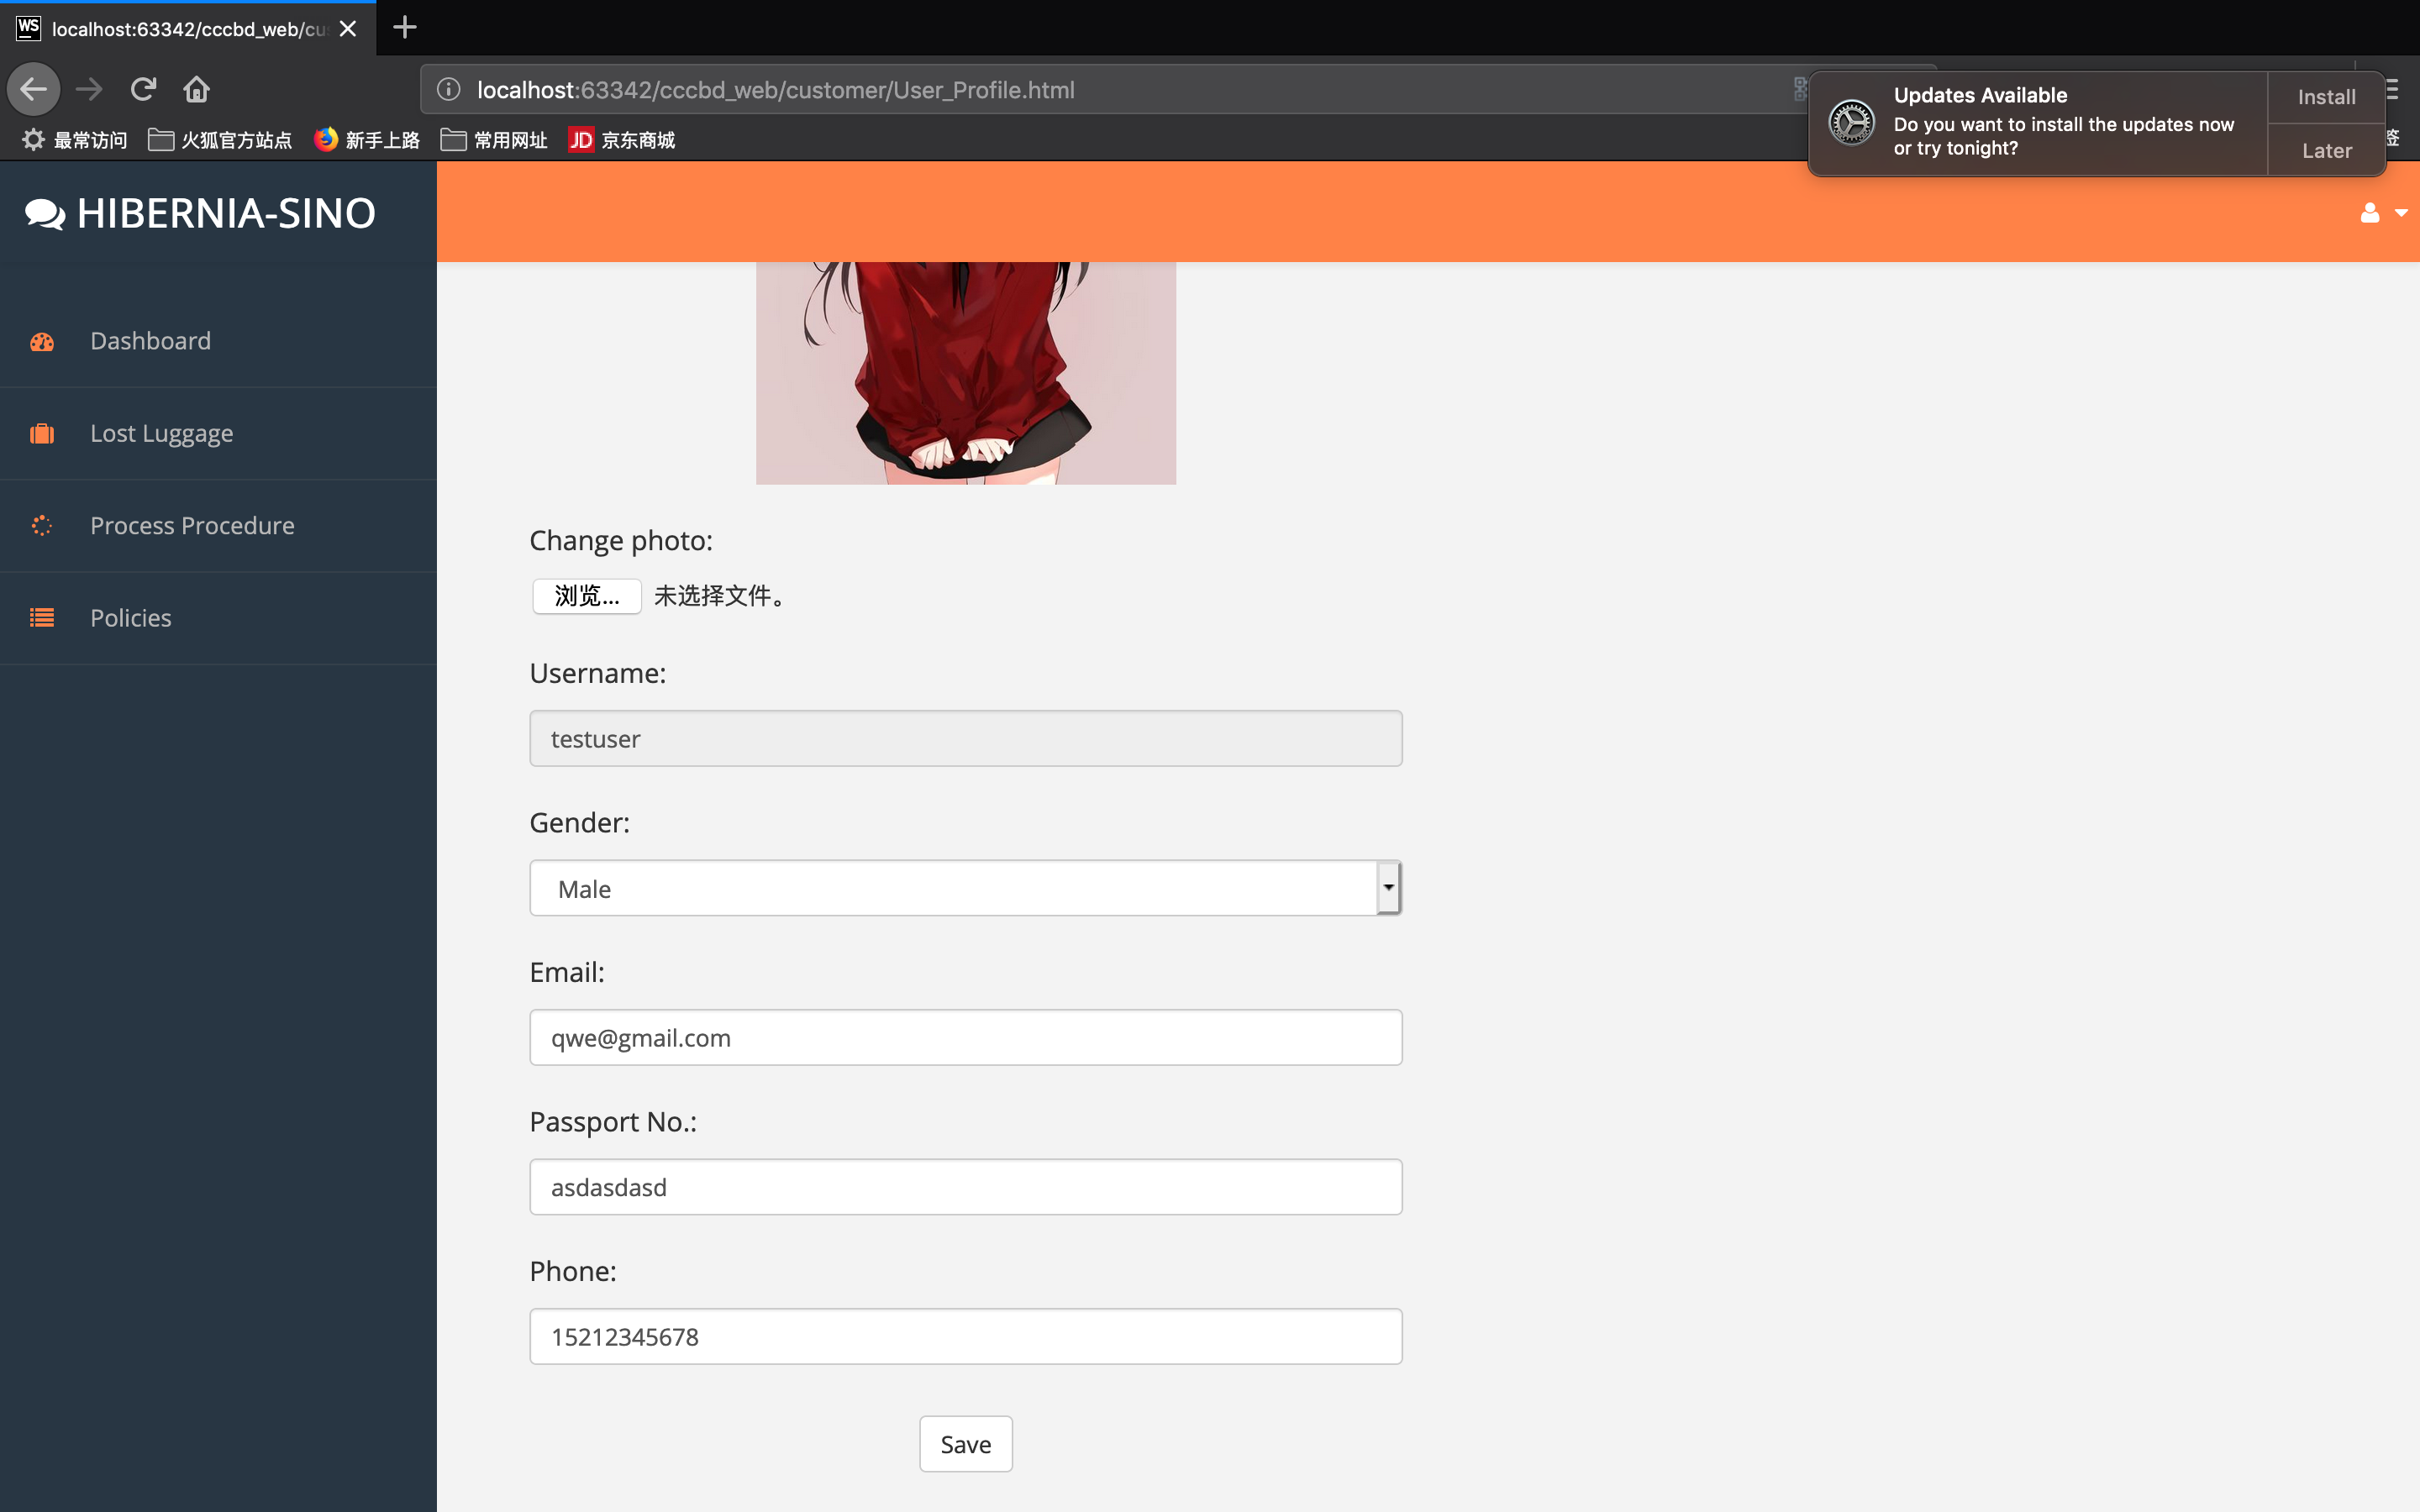 WS localhost:63342/cccbd_web/cu
localhost:63342/cccbd_web/customer/User_Profile.html
Updates Available
Do you want to install the updates now
or try tonight?
Install
Later
最常访问 火狐官方站点 新手上路 常用网址 JD 京东商城
签
HIBERNIA-SINO
Dashboard
Lost Luggage
Process Procedure
Policies
Change photo:
浏览... 未选择文件。
Username:
testuser
Gender:
Male
Email:
qwe@gmail.com
Passport No.:
asdasdasd
Phone:
15212345678
Save